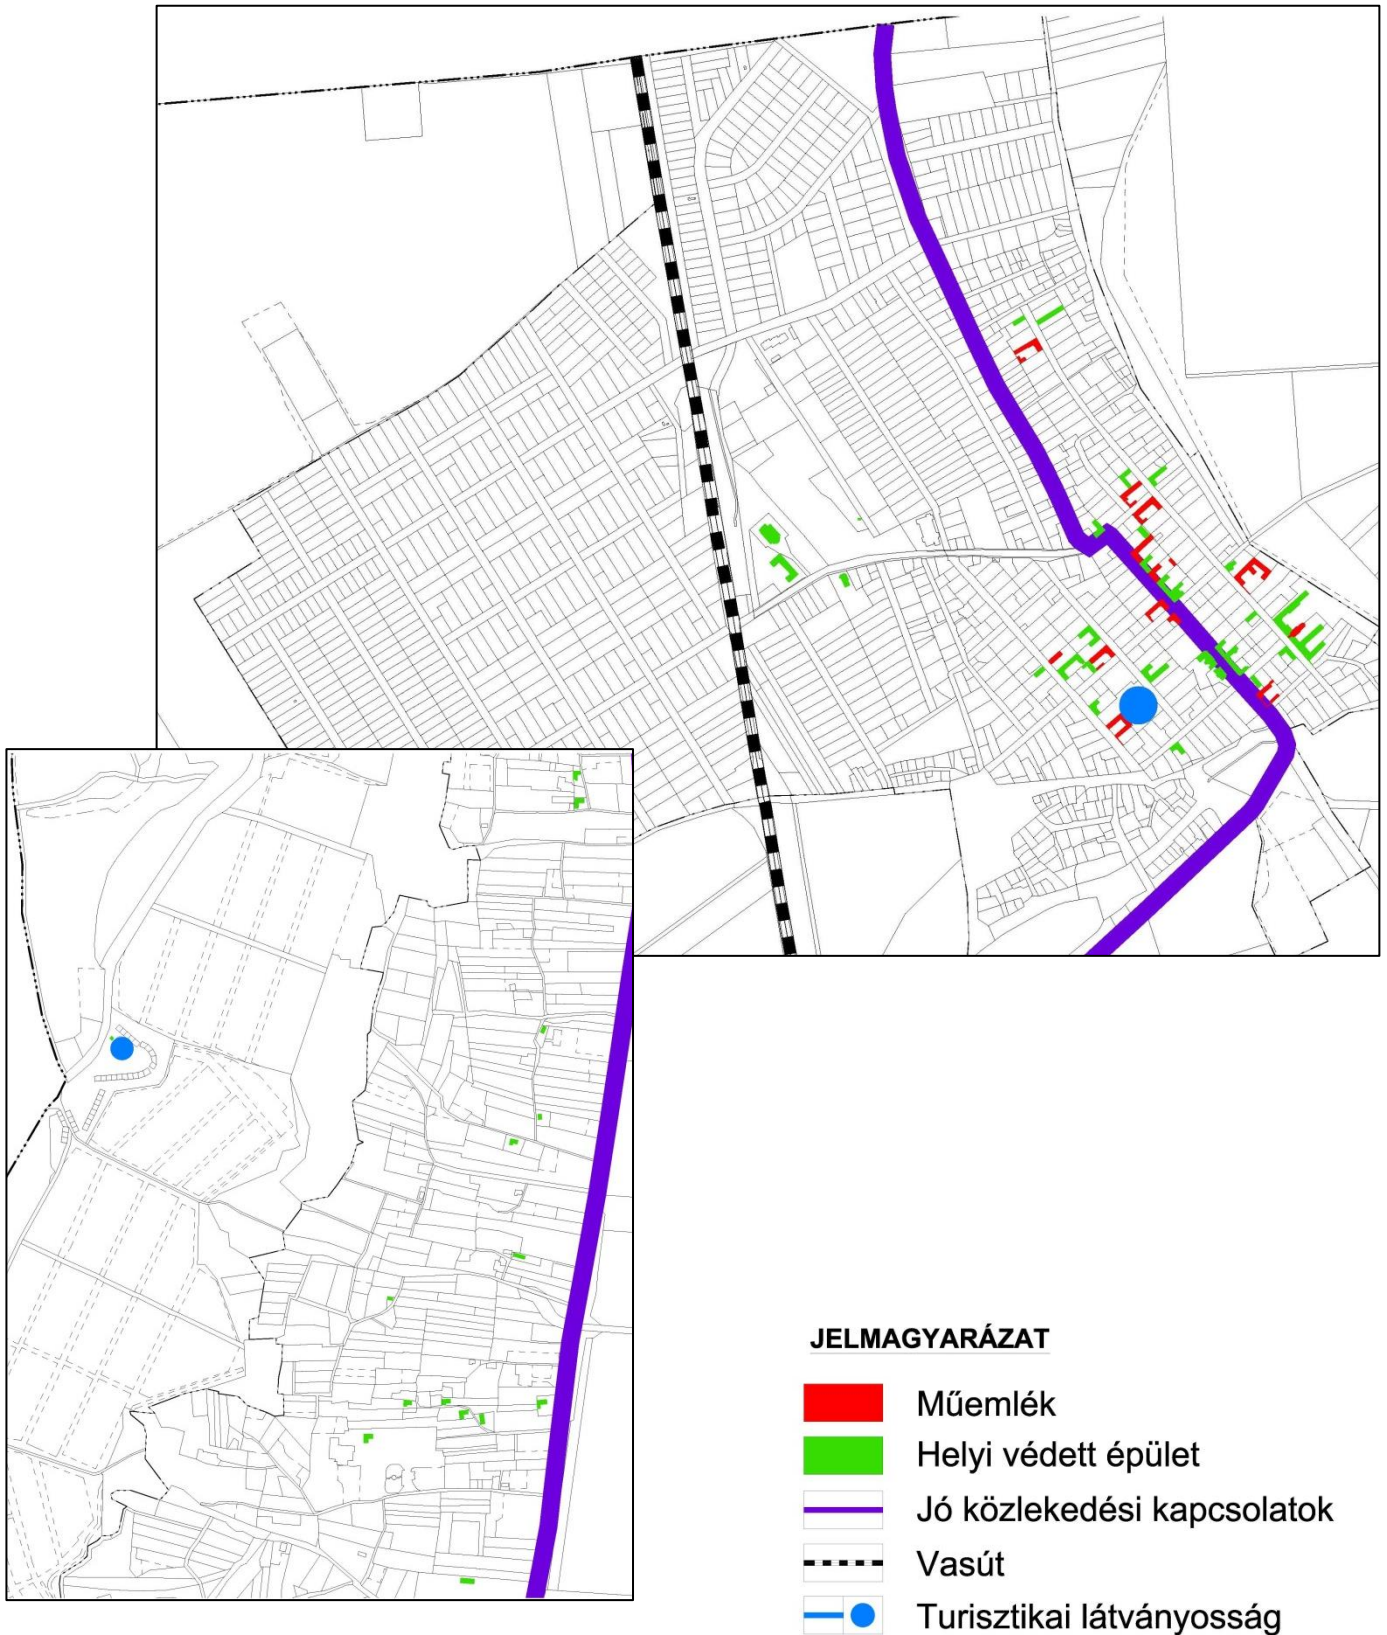 JELMAGYARÁZAT
Műemlék
Helyi védett épület
Jó közlekedési kapcsolatok
Vasút
Turisztikai látványosság